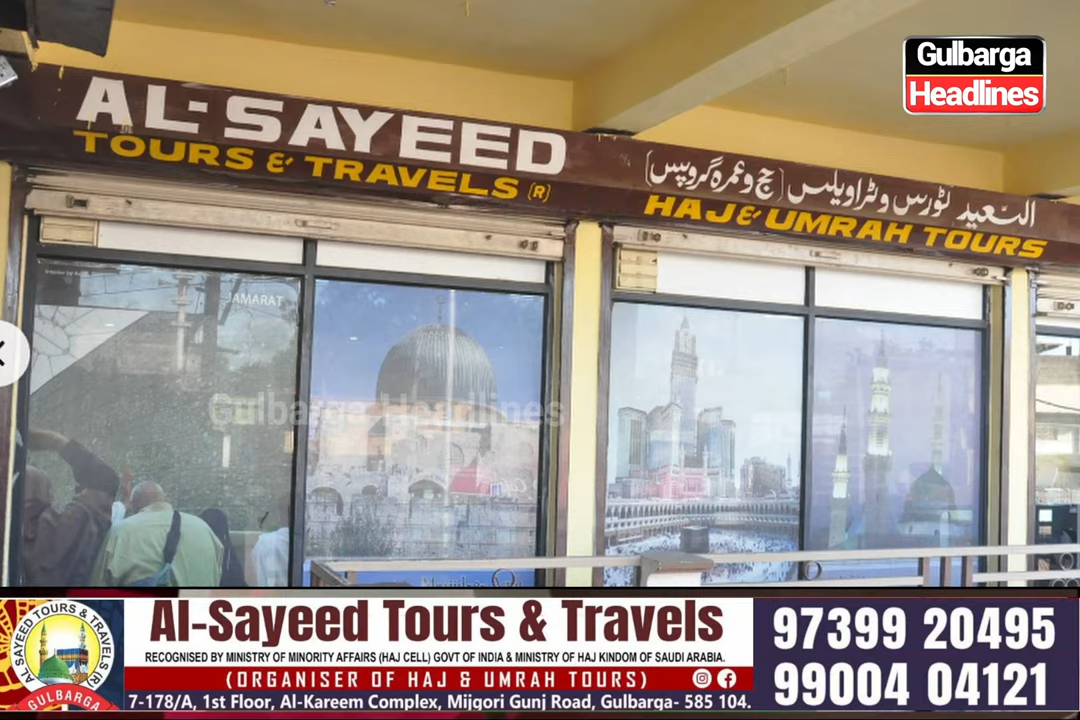 Gulbarga
Headlines
AL-SAYEED
TOURS & TRAVELS (R)
السّعید ٹورس وٹراویلس (حج وعمرہ گروپس)
HAJ & UMRAH TOURS
JAMARAT
Gulbarga Headlines
Al-Sayeed Tours & Travels
RECOGNISED BY MINISTRY OF MINORITY AFFAIRS (HAJ CELL) GOVT OF INDIA & MINISTRY OF HAJ KINDOM OF SAUDI ARABIA.
(ORGANISER OF HAJ & UMRAH TOURS)
7-178/A, 1st Floor, Al-Kareem Complex, Mijgori Gunj Road, Gulbarga- 585 104.
97399 20495
99004 04121
AL SAYEED TOURS & TRAVELS (R)
GULBARGA